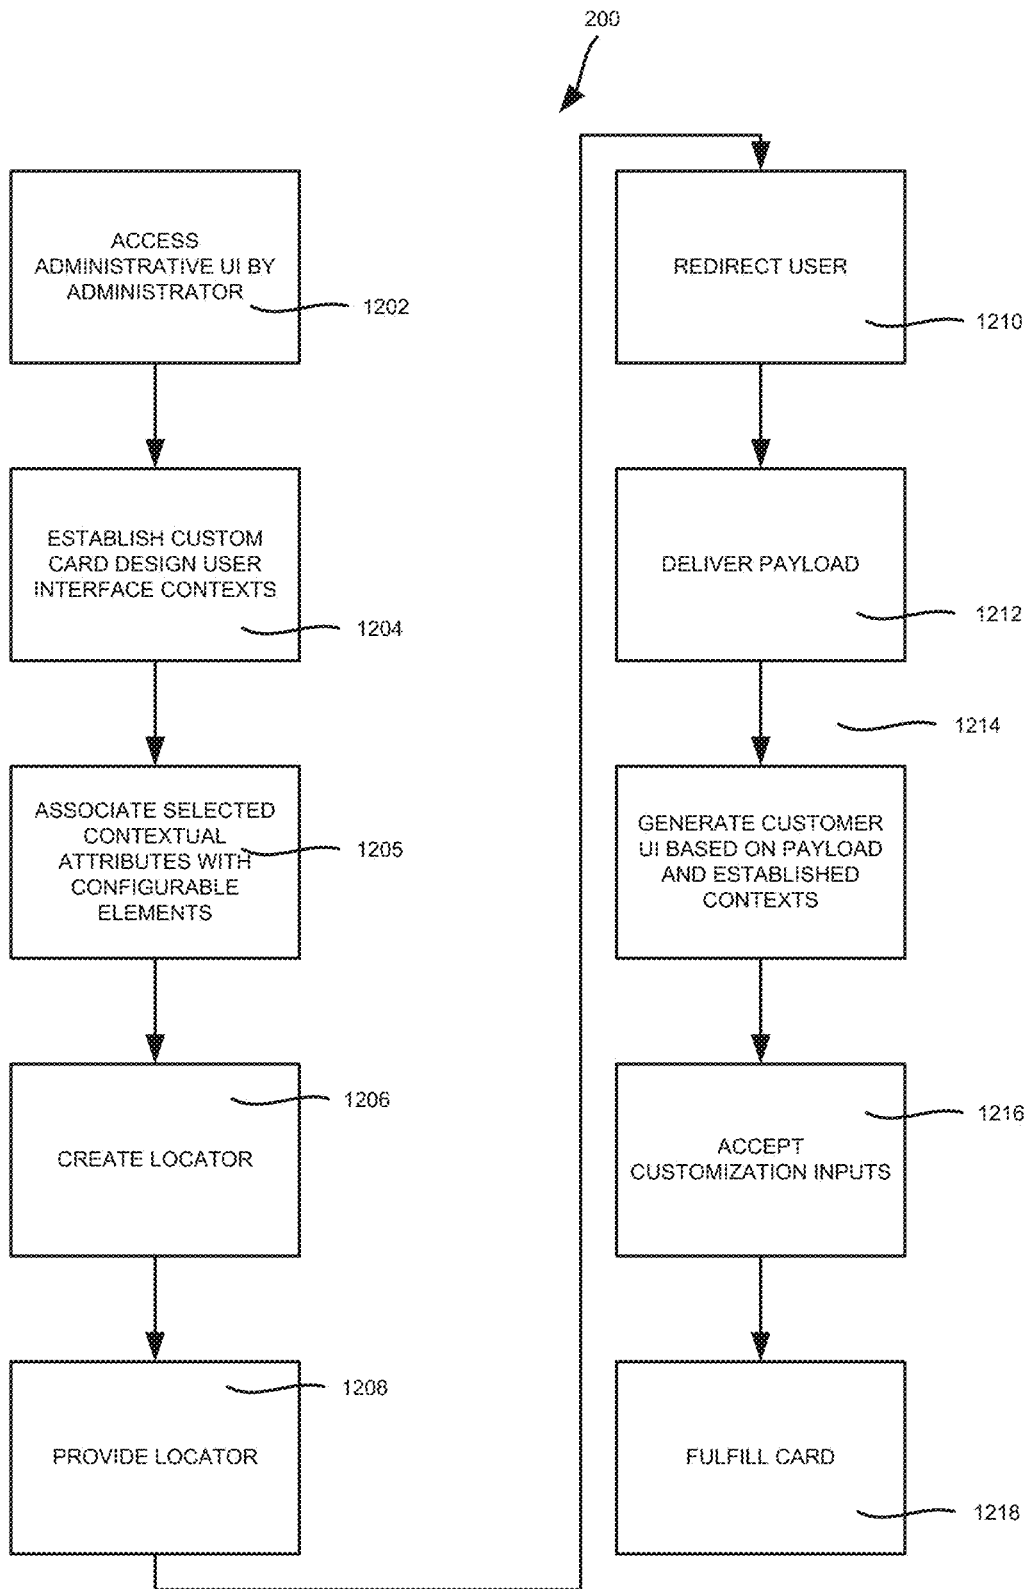 200
ACCESS
ADMINISTRATIVE UI BY
ADMINISTRATOR
1202
ESTABLISH CUSTOM
CARD DESIGN USER
INTERFACE CONTEXTS
1204
ASSOCIATE SELECTED
CONTEXTUAL
ATTRIBUTES WITH
CONFIGURABLE
ELEMENTS
1205
1206
CREATE LOCATOR
1208
PROVIDE LOCATOR
REDIRECT USER
1210
DELIVER PAYLOAD
1212
1214
GENERATE CUSTOMER
UI BASED ON PAYLOAD
AND ESTABLISHED
CONTEXTS
1216
ACCEPT
CUSTOMIZATION INPUTS
FULFILL CARD
1218